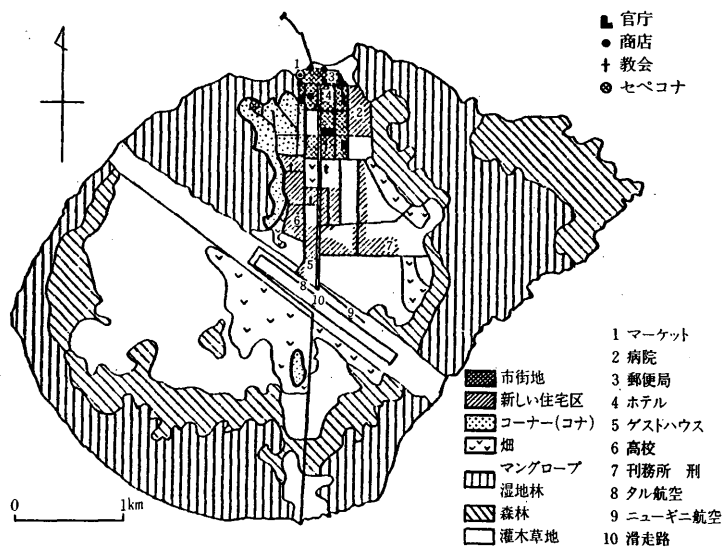 官庁
商店
教会
セペコナ
1 マーケット
2 病院
3 郵便局
4 ホテル
5 ゲストハウス
6 高校
7 刊務所 刑
8 タル航空
9 ニューギニ航空
10 滑走路
市街地
新しい住宅区
コーナー(コナ)
畑
マングローブ
湿地林
森林
灌木草地
0 1km
1
4
2
6
5
7
8
10
9